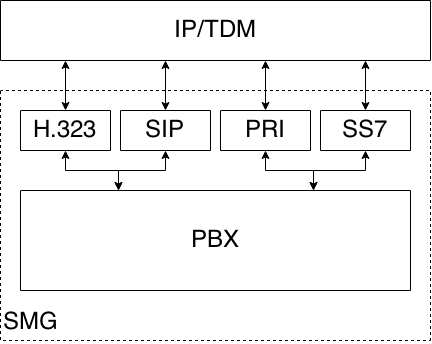 IP/TDM
H.323
SIP
PRI
SS7
PBX
SMG